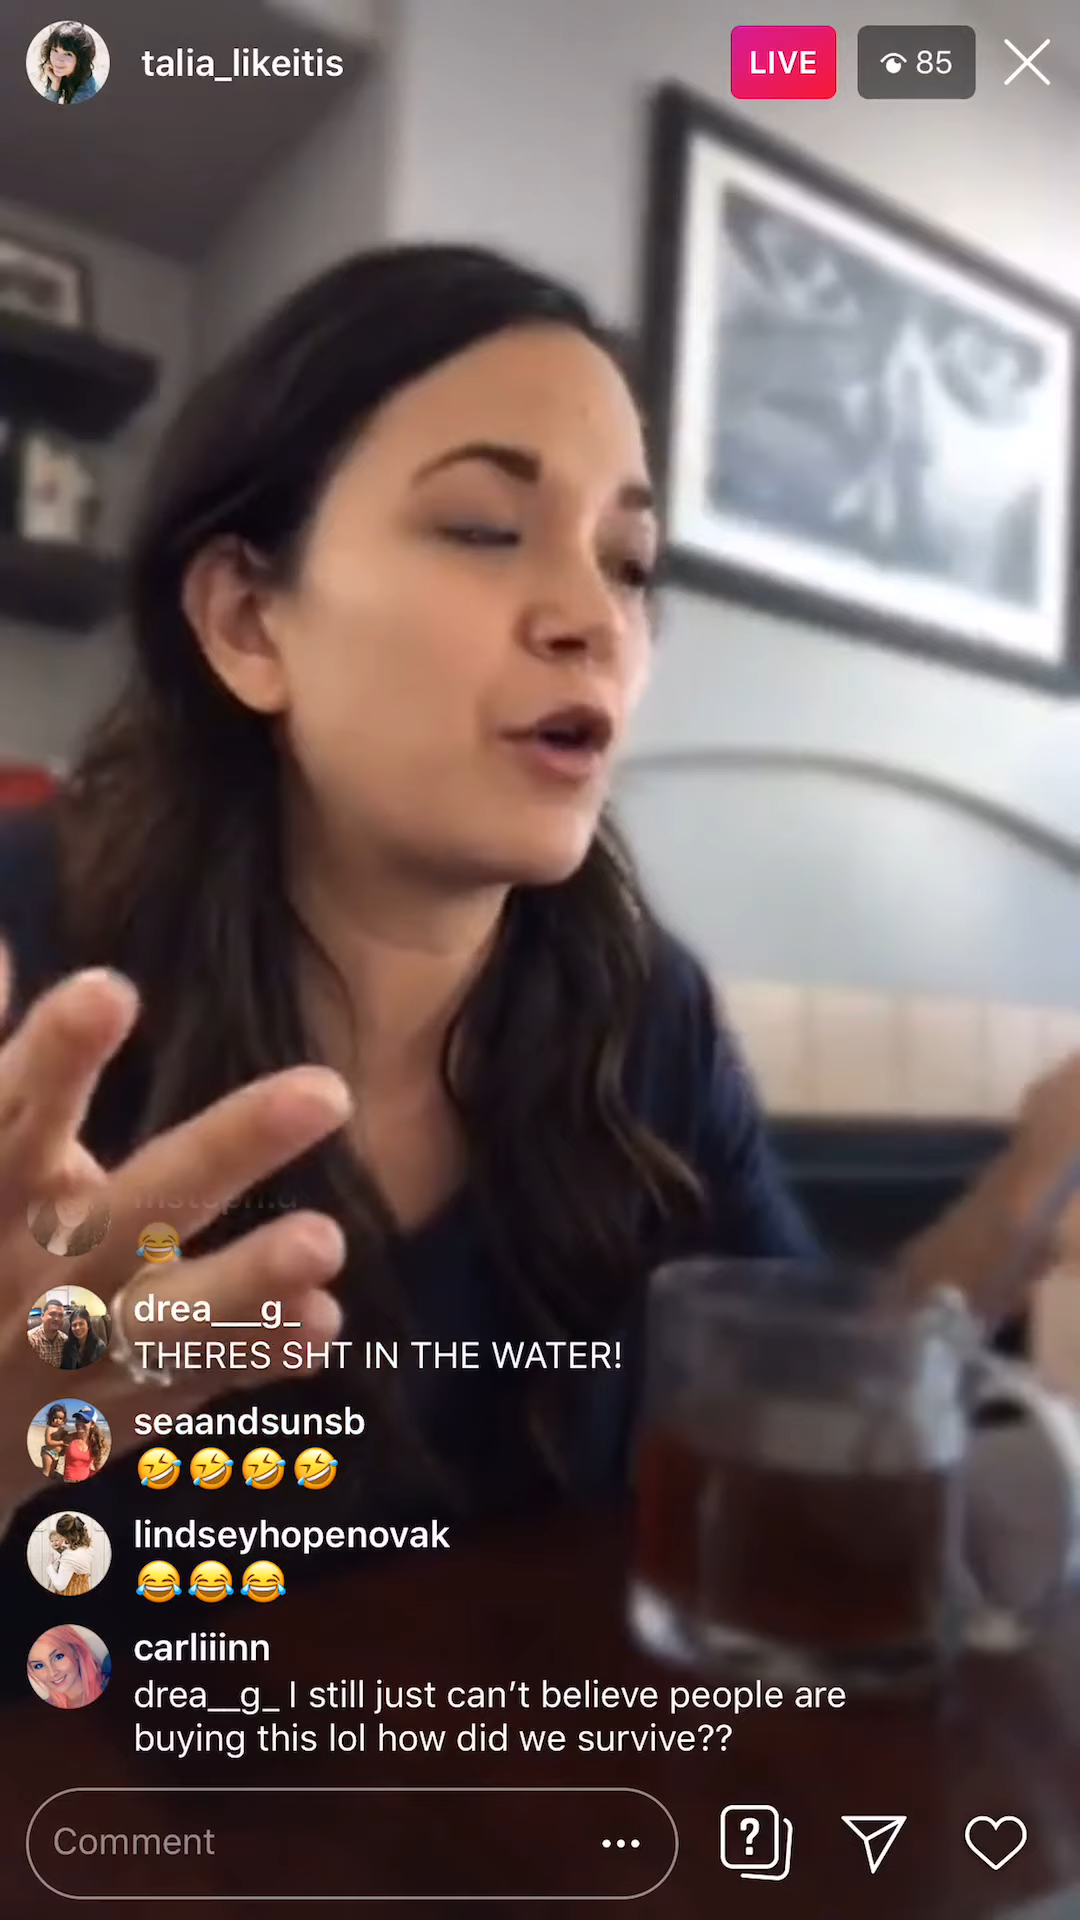 talia_likeitis
LIVE
85
😂
drea___g_
THERES SHT IN THE WATER!
seaandsunsb
🤣🤣🤣🤣
lindseyhopenovak
😂😂😂
carliiinn
drea__g_ I still just can’t believe people are
buying this lol how did we survive??
Comment
?